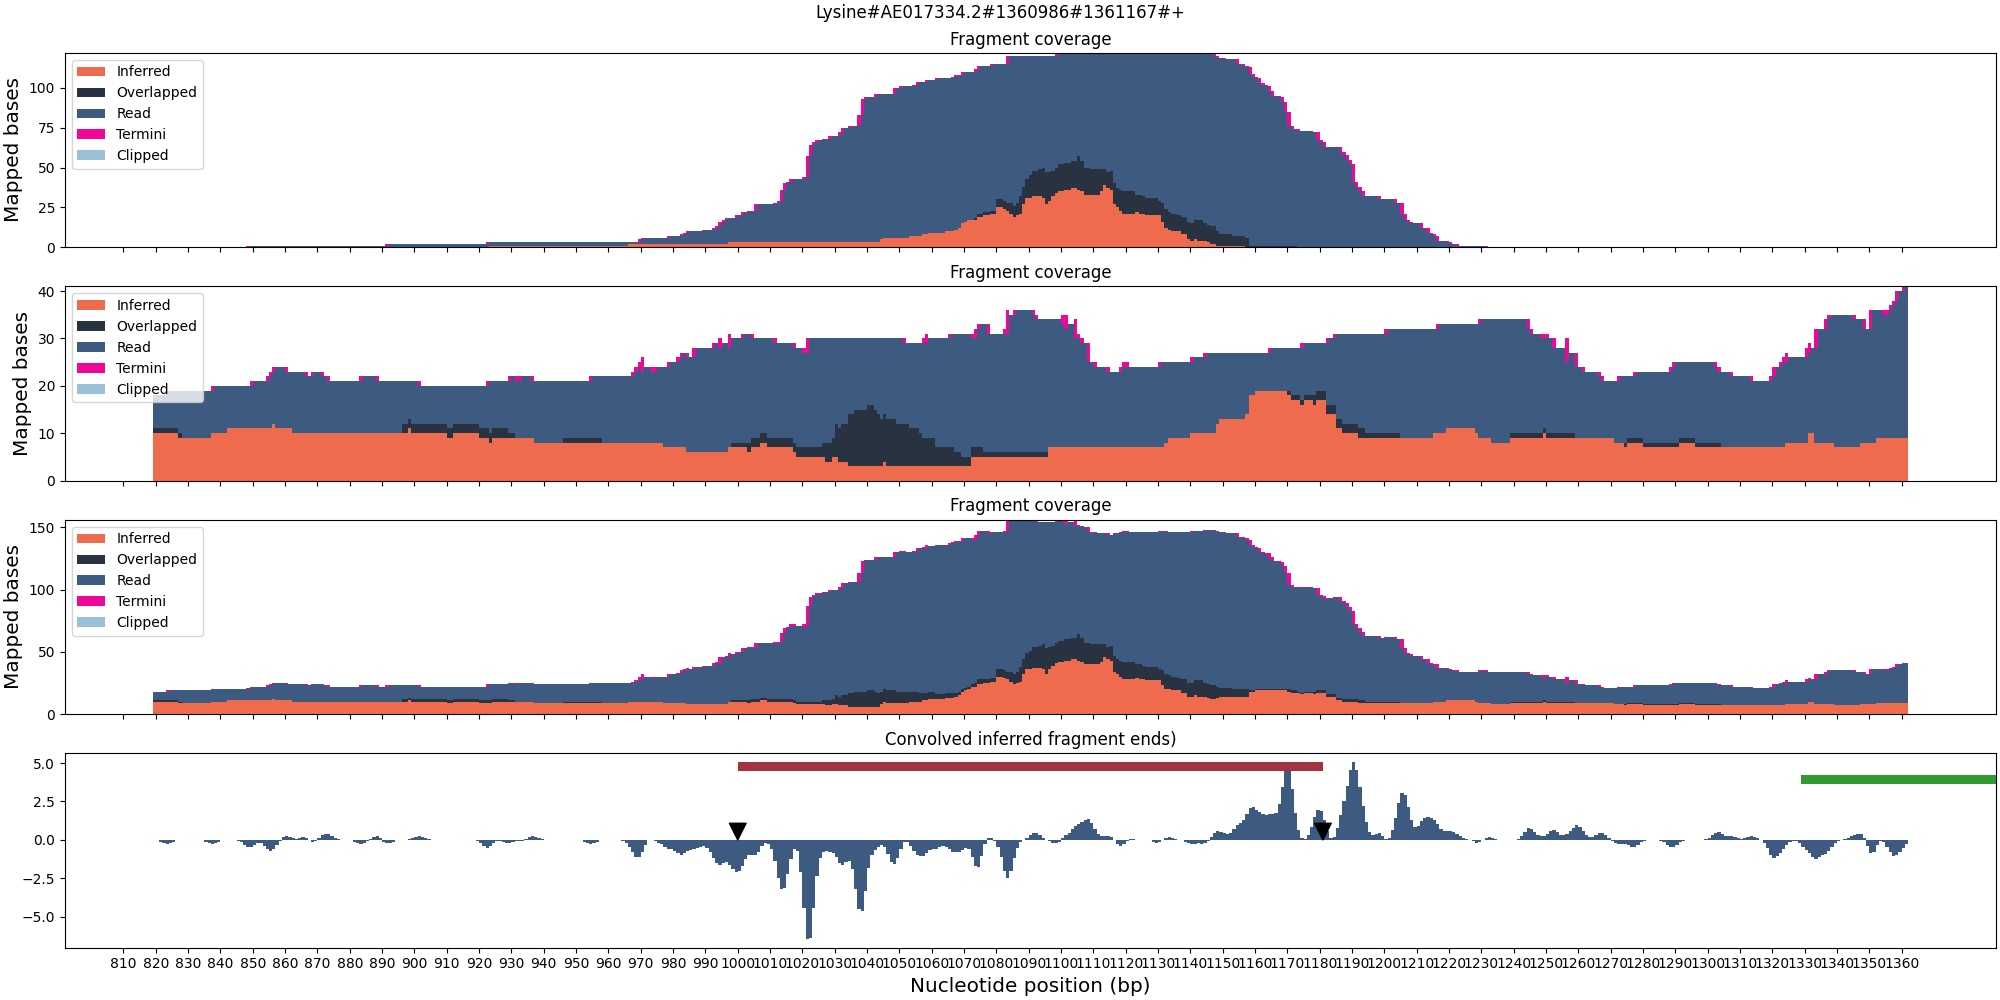 Lysine#AE017334.2#1360986#1361167#+
Fragment coverage
Mapped bases
100
75
50
25
0
Inferred
Overlapped
Read
Termini
Clipped
Fragment coverage
Mapped bases
40
30
20
10
0
Inferred
Overlapped
Read
Termini
Clipped
Fragment coverage
Mapped bases
150
100
50
0
Inferred
Overlapped
Read
Termini
Clipped
Convolved inferred fragment ends)
5.0
2.5
0.0
−2.5
−5.0
810 820 830 840 850 860 870 880 890 900 910 920 930 940 950 960 970 980 990 1000 1010 1020 1030 1040 1050 1060 1070 1080 1090 1100 1110 1120 1130 1140 1150 1160 1170 1180 1190 1200 1210 1220 1230 1240 1250 1260 1270 1280 1290 1300 1310 1320 1330 1340 1350 1360
Nucleotide position (bp)